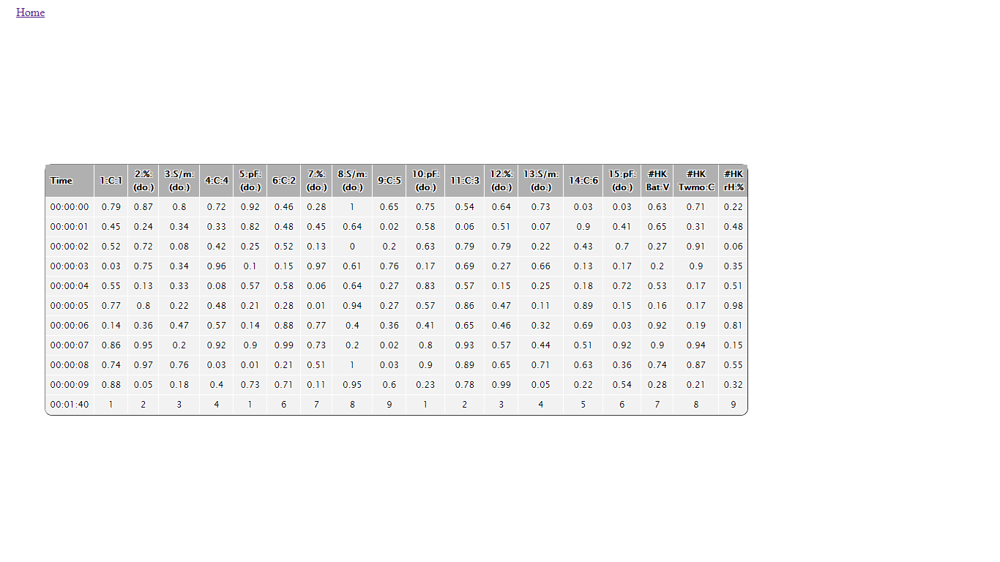 Home
Time 1:C-1 2:%: (do.) 3:S/m: (do.) 4:C-4 5:pF: (do.) 6:C-2 7:%: (do.) 8:S/m: (do.) 9:C-5 10:pF: (do.) 11:C-3 12:%: (do.) 13:S/m: (do.) 14:C-6 15:pF: (do.) #HK Bat:V #HK Twmo:C #HK rH:%
00:00:00 0.79 0.87 0.8 0.72 0.92 0.46 0.28 1 0.65 0.75 0.54 0.64 0.73 0.03 0.03 0.63 0.71 0.22
00:00:01 0.45 0.24 0.34 0.33 0.82 0.48 0.45 0.64 0.02 0.58 0.06 0.51 0.07 0.9 0.41 0.65 0.31 0.48
00:00:02 0.52 0.72 0.08 0.42 0.25 0.52 0.13 0 0.2 0.63 0.79 0.79 0.22 0.43 0.7 0.27 0.91 0.06
00:00:03 0.03 0.75 0.34 0.96 0.1 0.15 0.97 0.61 0.76 0.17 0.69 0.27 0.66 0.13 0.17 0.2 0.9 0.35
00:00:04 0.55 0.13 0.33 0.08 0.57 0.58 0.06 0.64 0.27 0.83 0.57 0.15 0.25 0.18 0.72 0.53 0.17 0.51
00:00:05 0.77 0.8 0.22 0.48 0.21 0.28 0.01 0.94 0.27 0.57 0.86 0.47 0.11 0.89 0.15 0.16 0.17 0.98
00:00:06 0.14 0.36 0.47 0.57 0.14 0.88 0.77 0.4 0.36 0.41 0.65 0.46 0.32 0.69 0.03 0.92 0.19 0.81
00:00:07 0.86 0.95 0.2 0.92 0.9 0.99 0.73 0.2 0.02 0.8 0.93 0.57 0.44 0.51 0.92 0.9 0.94 0.15
00:00:08 0.74 0.97 0.76 0.03 0.01 0.21 0.51 1 0.03 0.9 0.89 0.65 0.71 0.63 0.36 0.74 0.87 0.55
00:00:09 0.88 0.05 0.18 0.4 0.73 0.71 0.11 0.95 0.6 0.23 0.78 0.99 0.05 0.22 0.54 0.28 0.21 0.32
00:01:40 1 2 3 4 1 6 7 8 9 1 2 3 4 5 6 7 8 9